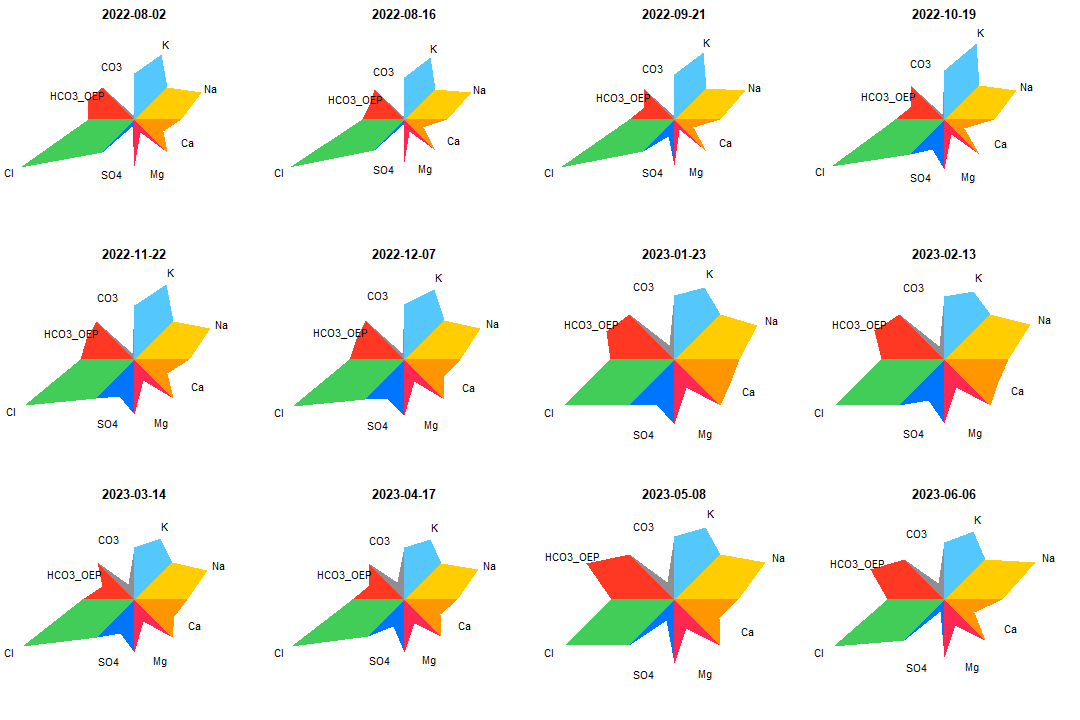 2022-08-02
K
CO3
Na
HCO3_OEP
Ca
Cl
SO4
Mg
2022-08-16
K
CO3
Na
HCO3_OEP
Ca
Cl
SO4
Mg
2022-09-21
K
CO3
Na
HCO3_OEP
Ca
Cl
SO4
Mg
2022-10-19
K
CO3
Na
HCO3_OEP
Ca
Cl
SO4
Mg
2022-11-22
K
CO3
Na
HCO3_OEP
Ca
Cl
SO4
Mg
2022-12-07
K
CO3
Na
HCO3_OEP
Ca
Cl
SO4
Mg
2023-01-23
K
CO3
Na
HCO3_OEP
Ca
Cl
SO4
Mg
2023-02-13
K
CO3
Na
HCO3_OEP
Ca
Cl
SO4
Mg
2023-03-14
K
CO3
Na
HCO3_OEP
Ca
Cl
SO4
Mg
2023-04-17
K
CO3
Na
HCO3_OEP
Ca
Cl
SO4
Mg
2023-05-08
K
CO3
Na
HCO3_OEP
Ca
Cl
SO4
Mg
2023-06-06
K
CO3
Na
HCO3_OEP
Ca
Cl
SO4
Mg